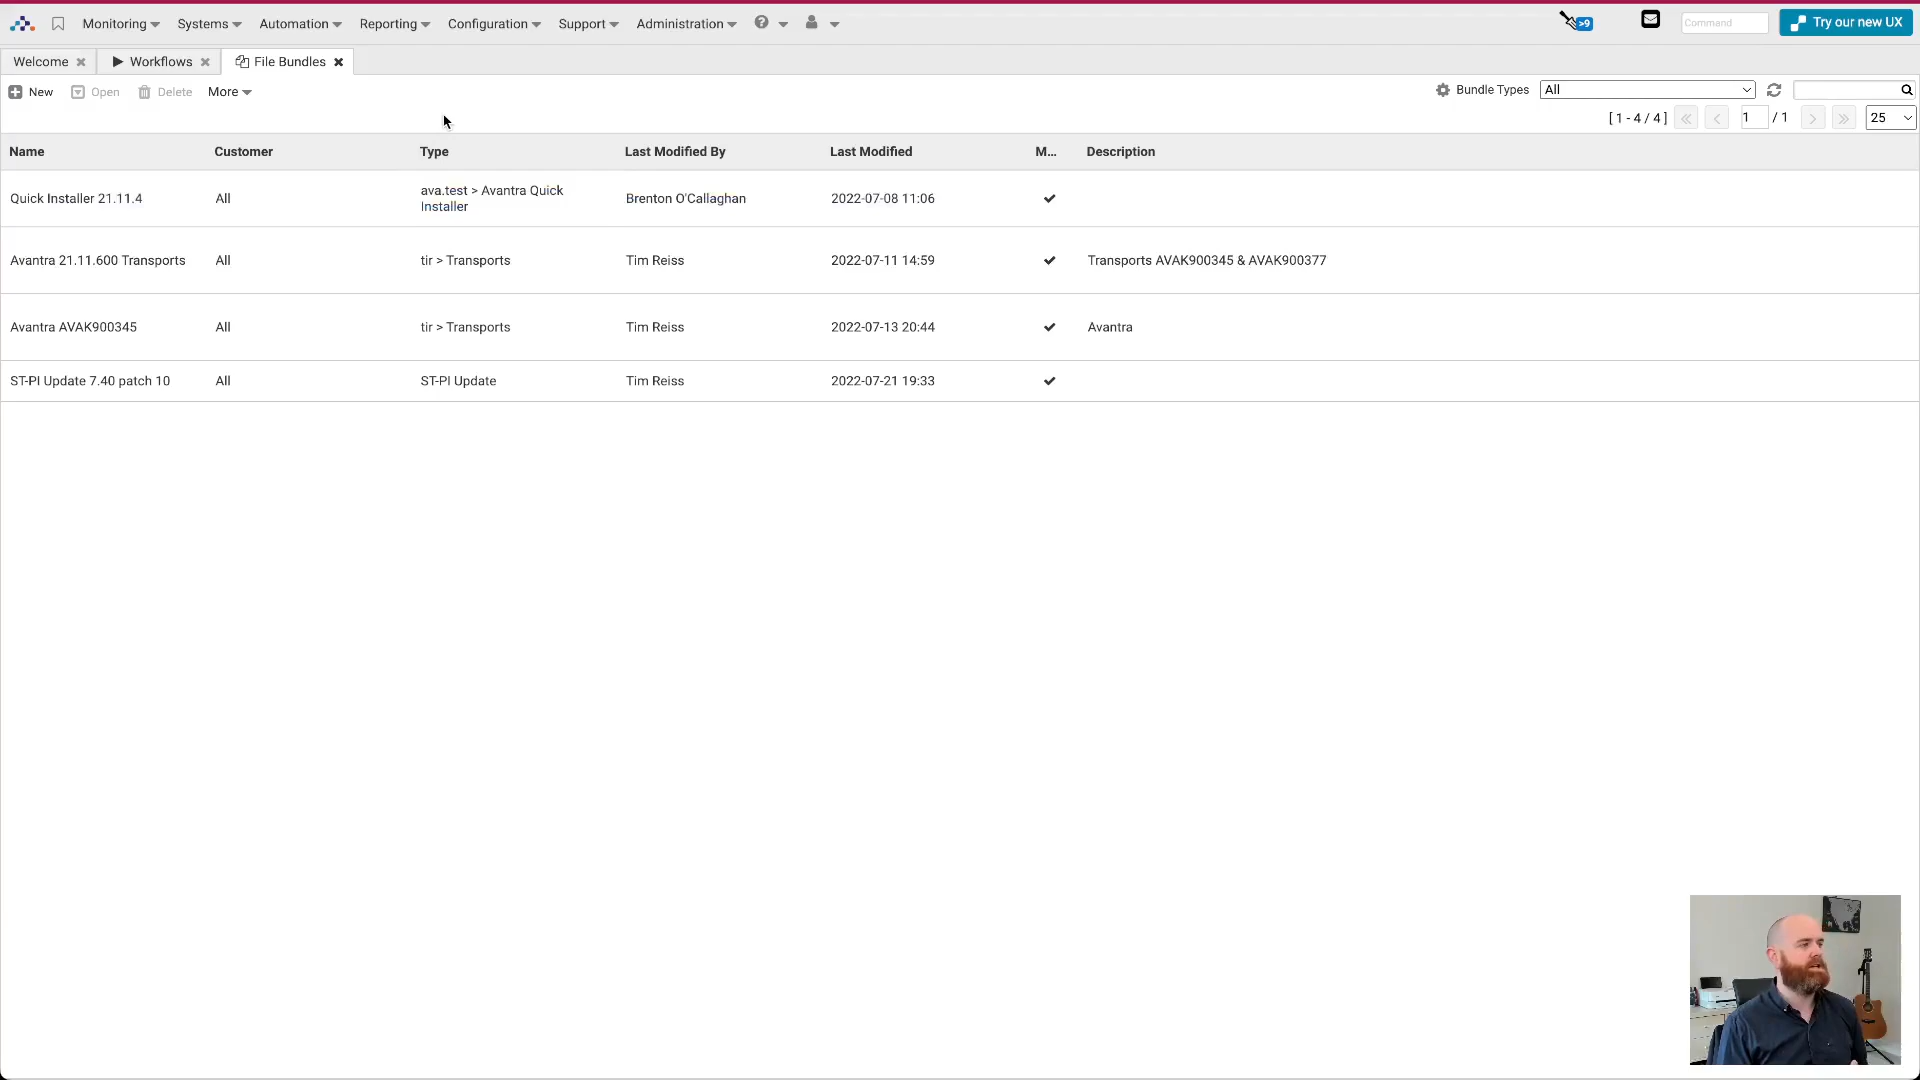 Monitoring Systems Automation Reporting Configuration Support Administration ? >9 Command Try our new UX
Welcome Workflows File Bundles
New Open Delete More Bundle Types All
[ 1 - 4 / 4 ] 1 / 1 25
Name Customer Type Last Modified By Last Modified M... Description
Quick Installer 21.11.4 All ava.test > Avantra Quick Installer Brenton O'Callaghan 2022-07-08 11:06
Avantra 21.11.600 Transports All tir > Transports Tim Reiss 2022-07-11 14:59 Transports AVAK900345 & AVAK900377
Avantra AVAK900345 All tir > Transports Tim Reiss 2022-07-13 20:44 Avantra
ST-PI Update 7.40 patch 10 All ST-PI Update Tim Reiss 2022-07-21 19:33